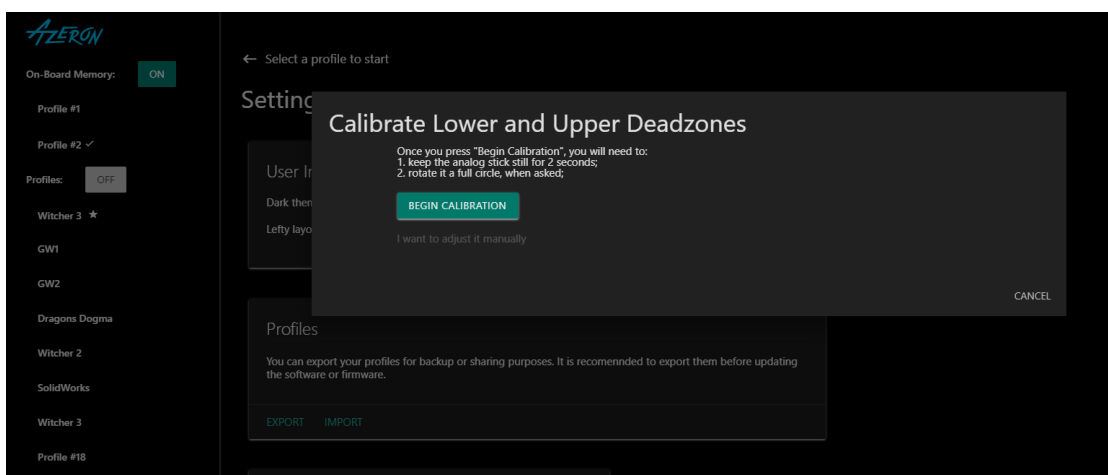 AZERON
On-Board Memory: ON
Profile #1
Profile #2
Profiles: OFF
Witcher 3
GW1
GW2
Dragons Dogma
Witcher 2
SolidWorks
Witcher 3
Profile #18
Select a profile to start
Setting
User In
Dark then
Lefty layo
Calibrate Lower and Upper Deadzones
Once you press "Begin Calibration", you will need to:
1. keep the analog stick still for 2 seconds;
2. rotate it a full circle, when asked;
BEGIN CALIBRATION
I want to adjust it manually
CANCEL
Profiles
You can export your profiles for backup or sharing purposes. It is recomennded to export them before updating
the software or firmware.
EXPORT IMPORT